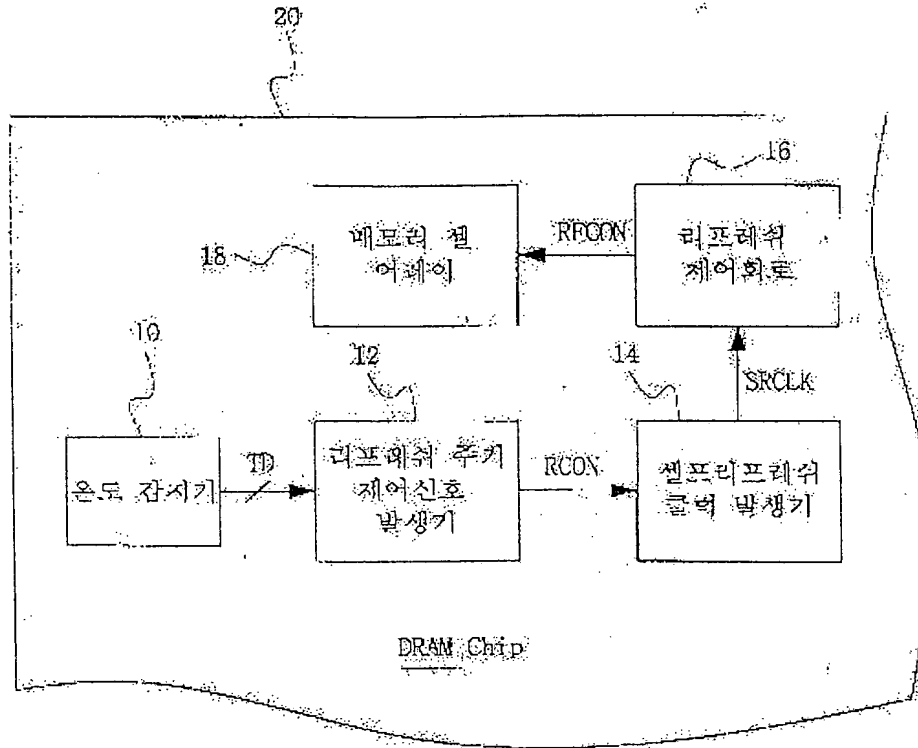 20
16
메모리 셀
어레이
18
RFCON
리프레쉬
제어회로
10
12
14
SRCLK
온도 감지기
TD
리프레쉬 주기
제어신호
발생기
RCON
셀프리프레쉬
클럭 발생기
DRAM Chip